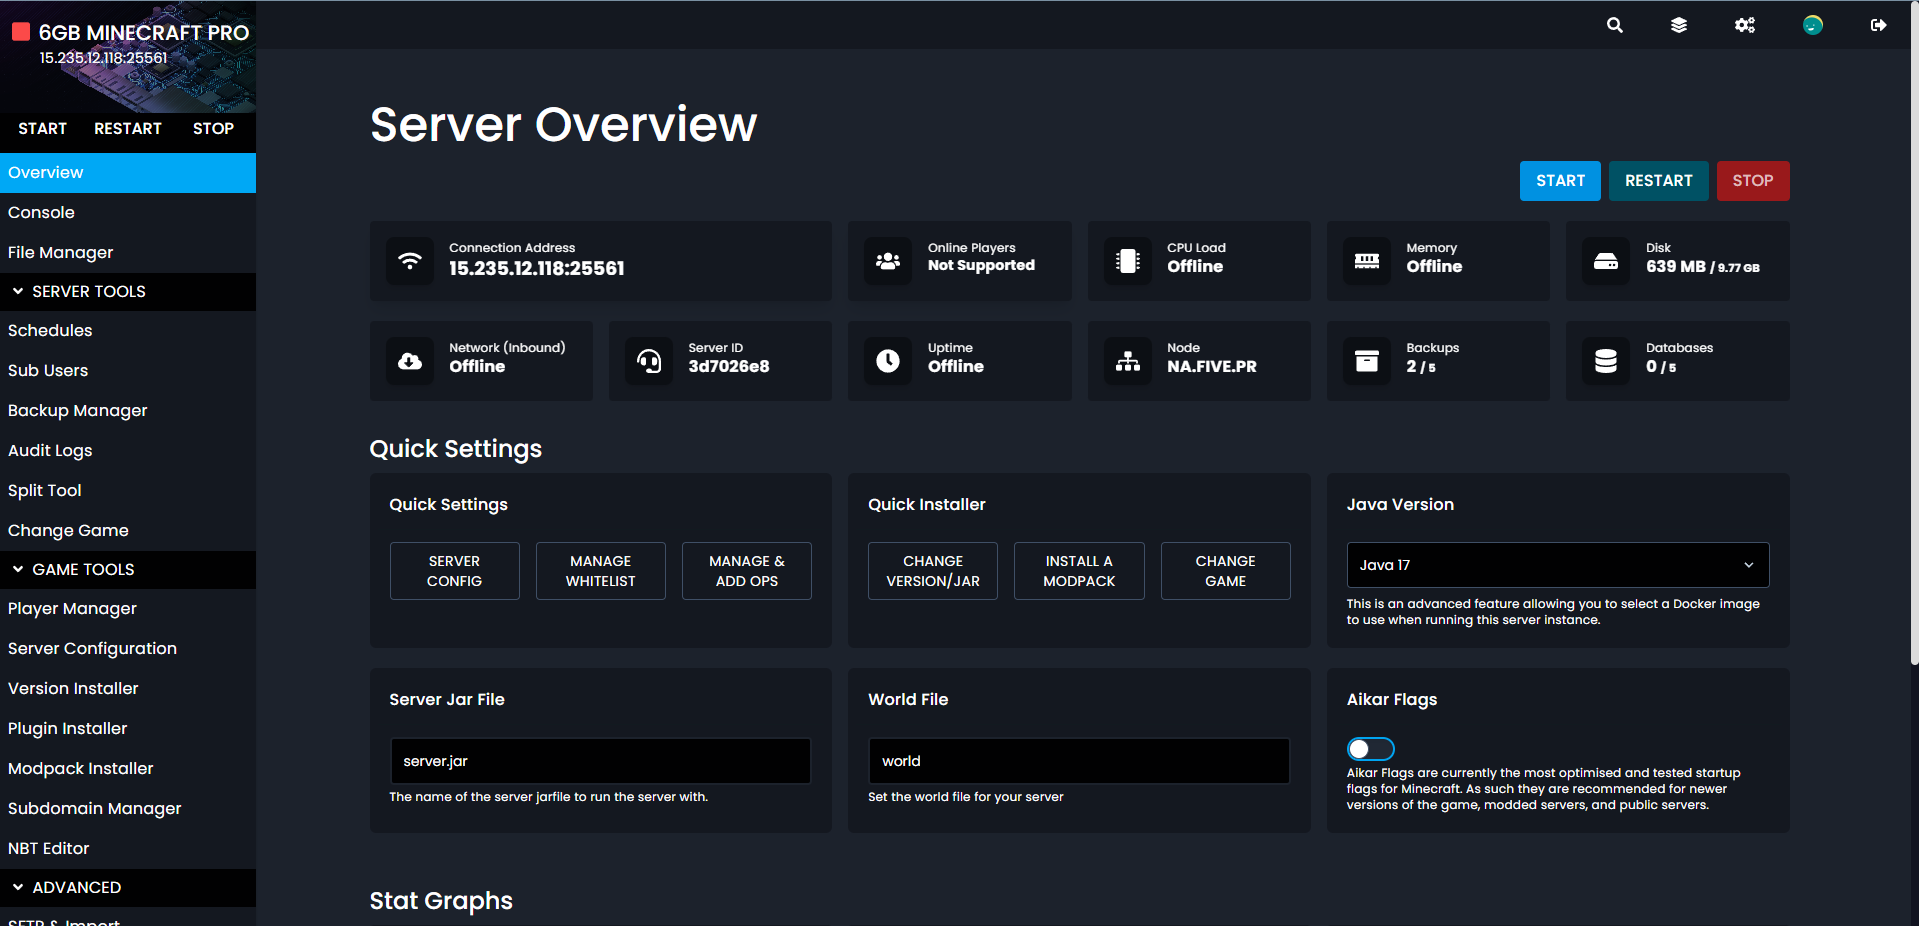 6GB MINECRAFT PRO
15.235.12.118:25561
START RESTART STOP
Overview
Console
File Manager
SERVER TOOLS
Schedules
Sub Users
Backup Manager
Audit Logs
Split Tool
Change Game
GAME TOOLS
Player Manager
Server Configuration
Version Installer
Plugin Installer
Modpack Installer
Subdomain Manager
NBT Editor
ADVANCED
SFTP & Import
Server Overview
START RESTART STOP
Connection Address
15.235.12.118:25561
Online Players
Not Supported
CPU Load
Offline
Memory
Offline
Disk
639 MB / 9.77 GB
Network (Inbound)
Offline
Server ID
3d7026e8
Uptime
Offline
Node
NA.FIVE.PR
Backups
2 / 5
Databases
0 / 5
Quick Settings
Quick Settings
SERVER
CONFIG
MANAGE
WHITELIST
MANAGE &
ADD OPS
Quick Installer
CHANGE
VERSION/JAR
INSTALL A
MODPACK
CHANGE
GAME
Java Version
Java 17
This is an advanced feature allowing you to select a Docker image
to use when running this server instance.
Server Jar File
server.jar
The name of the server jarfile to run the server with.
World File
world
Set the world file for your server
Aikar Flags
Aikar Flags are currently the most optimised and tested startup
flags for Minecraft. As such they are recommended for newer
versions of the game, modded servers, and public servers.
Stat Graphs